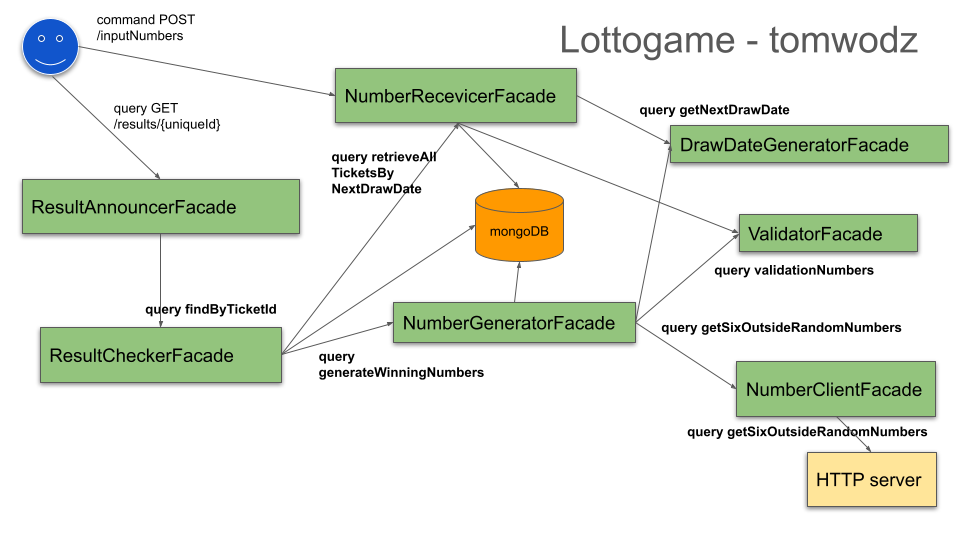 command POST
/inputNumbers
Lottogame - tomwodz
NumberRecevicerFacade
query GET
/results/{uniqueId}
query getNextDrawDate
DrawDateGeneratorFacade
query retrieveAll
TicketsBy
NextDrawDate
ResultAnnouncerFacade
mongoDB
ValidatorFacade
query validationNumbers
query findByTicketId
NumberGeneratorFacade
query getSixOutsideRandomNumbers
ResultCheckerFacade
query
generateWinningNumbers
NumberClientFacade
query getSixOutsideRandomNumbers
HTTP server